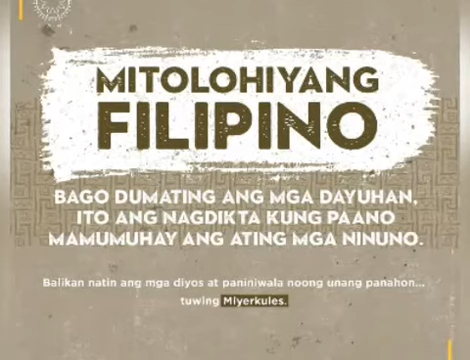 MITOLOHIYANG
FILIPINO
BAGO DUMATING ANG MGA DAYUHAN,
ITO ANG NAGDIKTA KUNG PAANO
MAMUMUHAY ANG ATING MGA NINUNO.
Balikan natin ang mga diyos at paniniwala noong unang panahon...
tuwing Miyerkules.